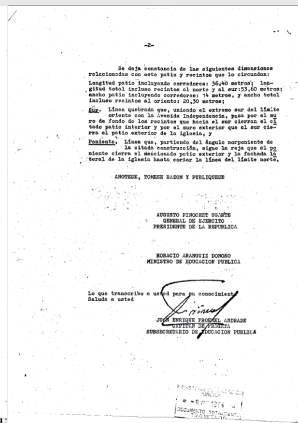 -2-
Se deja constancia de las siguientes dimensiones
relacionadas con este patio y recintos que lo circundan:
Longitud patio incluyendo corredores: 36,40 metros; lon-
gitud total incluso recintos al norte y al sur: 53,60 metros;
ancho patio incluyendo corredores: 14 metros, y ancho total
incluso recintos al oriente: 20,30 metros;
Sur. Línea quebrada que, uniendo el extremo sur del límite
oriente con la Avenida Independencia, pasa por el mu
ro de fondo de los recintos que hacia el sur cierra el ci
tado patio interior y por el muro exterior que al sur cie-
rra el patio exterior de la iglesia, y
Poniente. Línea que, partiendo del ángulo norponiente de
la citada construcción, sigue la reja que al po
niente cierra el mencionado patio exterior y la fachada la
teral de la iglesia hasta cerrar la línea del límite norte.
ANOTESE, TOMESE RAZON Y PUBLIQUESE
AUGUSTO PINOCHET UGARTE
GENERAL DE EJERCITO
PRESIDENTE DE LA REPUBLICA
HORACIO ARANGUIZ DONOSO
MINISTRO DE EDUCACION PUBLICA
Lo que transcribo a usted para su conocimiento
Saluda a usted
ENRIQUE ANDRADE
CAPITAN DE FRAGATA
SUBSECRETARIO DE EDUCACION PUBLICA
DOCUMENTO